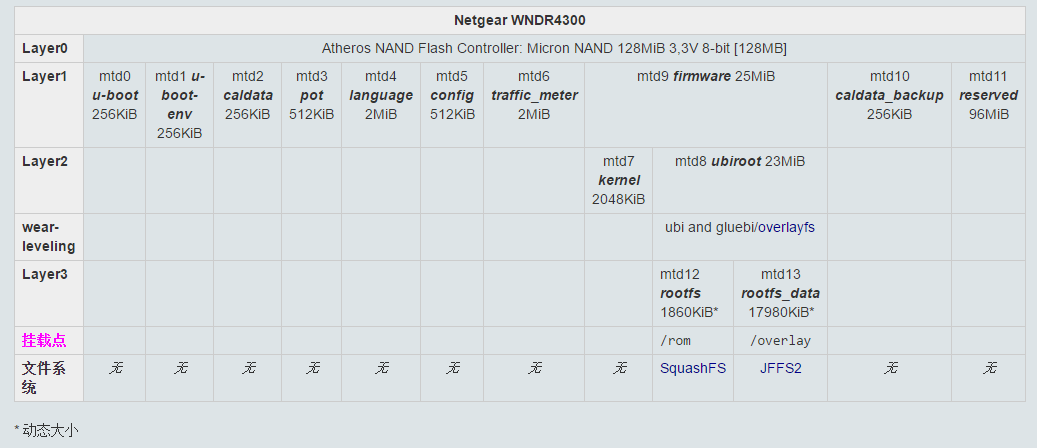 Netgear WNDR4300
Layer0 Atheros NAND Flash Controller: Micron NAND 128MiB 3,3V 8-bit [128MB]
Layer1 mtd0 u-boot 256KiB mtd1 u-boot-env 256KiB mtd2 caldata 256KiB mtd3 pot 512KiB mtd4 language 2MiB mtd5 config 512KiB mtd6 traffic_meter 2MiB mtd9 firmware 25MiB mtd10 caldata_backup 256KiB mtd11 reserved 96MiB
Layer2 mtd7 kernel 2048KiB mtd8 ubiroot 23MiB
wear-leveling ubi and gluebi/overlayfs
Layer3 mtd12 rootfs 1860KiB* mtd13 rootfs_data 17980KiB*
挂载点 /rom /overlay
文件系统 无 无 无 无 无 无 无 无 SquashFS JFFS2 无 无
* 动态大小